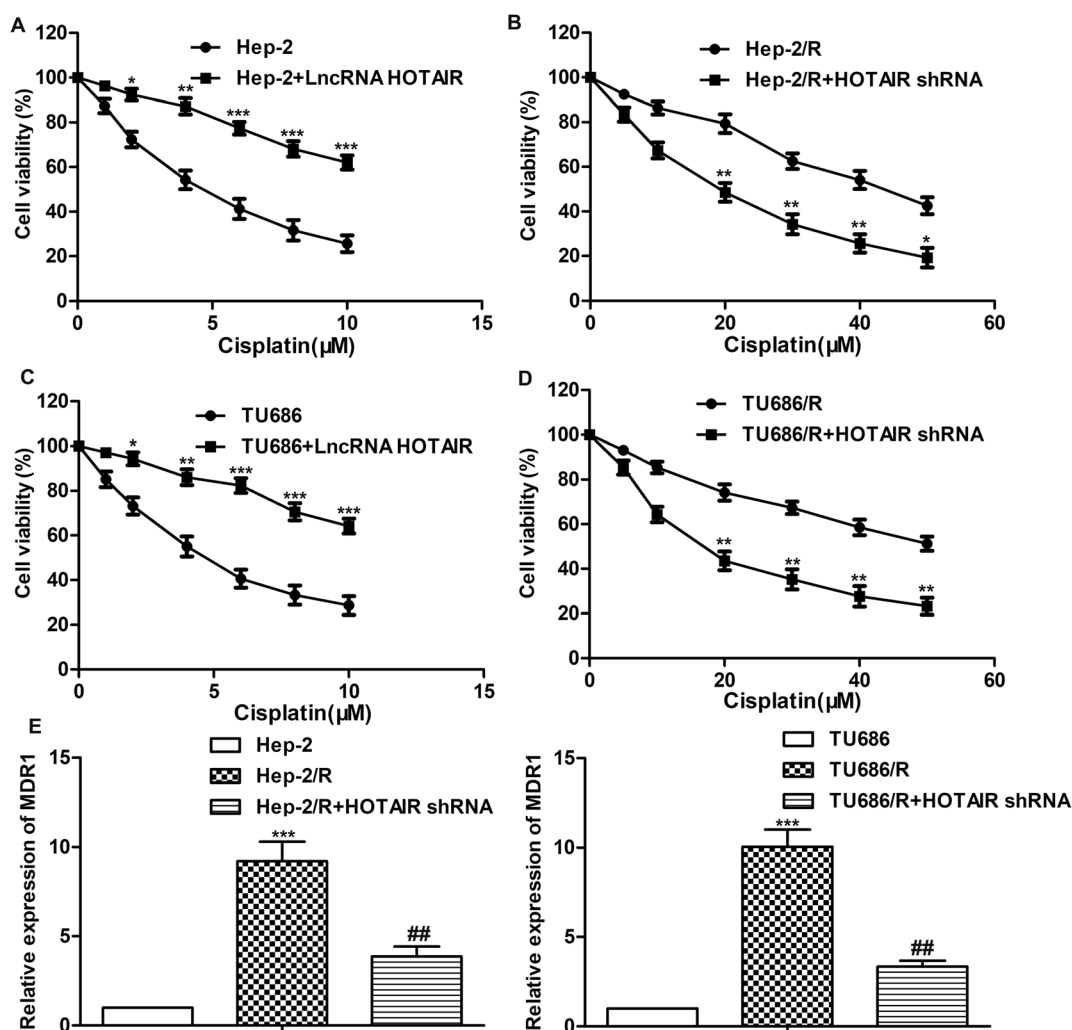 A
Hep-2
Hep-2+LncRNA HOTAIR
Cell viability (%)
120
100
80
60
40
20
0
*
**
***
***
***
0 5 10 15
Cisplatin(µM)
B
Hep-2/R
Hep-2/R+HOTAIR shRNA
Cell viability (%)
120
100
80
60
40
20
0
**
**
**
*
0 20 40 60
Cisplatin(µM)
C
TU686
TU686+LncRNA HOTAIR
Cell viability (%)
120
100
80
60
40
20
0
*
**
***
***
***
0 5 10 15
Cisplatin(µM)
D
TU686/R
TU686/R+HOTAIR shRNA
Cell viability (%)
120
100
80
60
40
20
0
**
**
**
**
0 20 40 60
Cisplatin(µM)
E
Hep-2
Hep-2/R
Hep-2/R+HOTAIR shRNA
Relative expression of MDR1
15
10
5
0
***
##
TU686
TU686/R
TU686/R+HOTAIR shRNA
Relative expression of MDR1
15
10
5
0
***
##